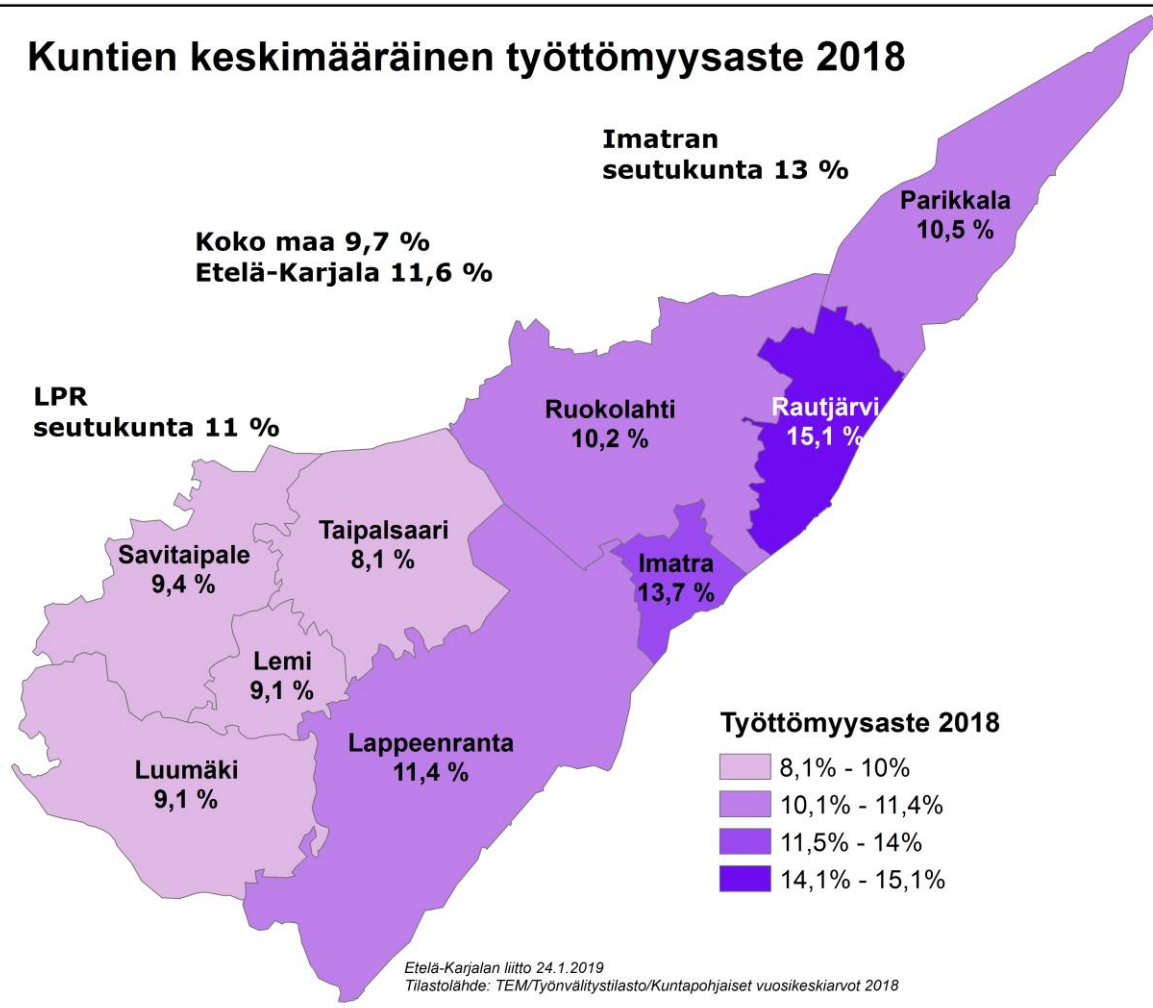 Kuntien keskimääräinen työttömyysaste 2018
Imatran
seutukunta 13 %
Parikkala
10,5 %
Koko maa 9,7 %
Etelä-Karjala 11,6 %
LPR
seutukunta 11 %
Ruokolahti
10,2 %
Rautjärvi
15,1 %
Taipalsaari
8,1 %
Savitaipale
9,4 %
Imatra
13,7 %
Lemi
9,1 %
Lappeenranta
11,4 %
Luumäki
9,1 %
Työttömyysaste 2018
8,1% - 10%
10,1% - 11,4%
11,5% - 14%
14,1% - 15,1%
Etelä-Karjalan liitto 24.1.2019
Tilastolähde: TEM/Työnvälitystilasto/Kuntapohjaiset vuosikeskiarvot 2018